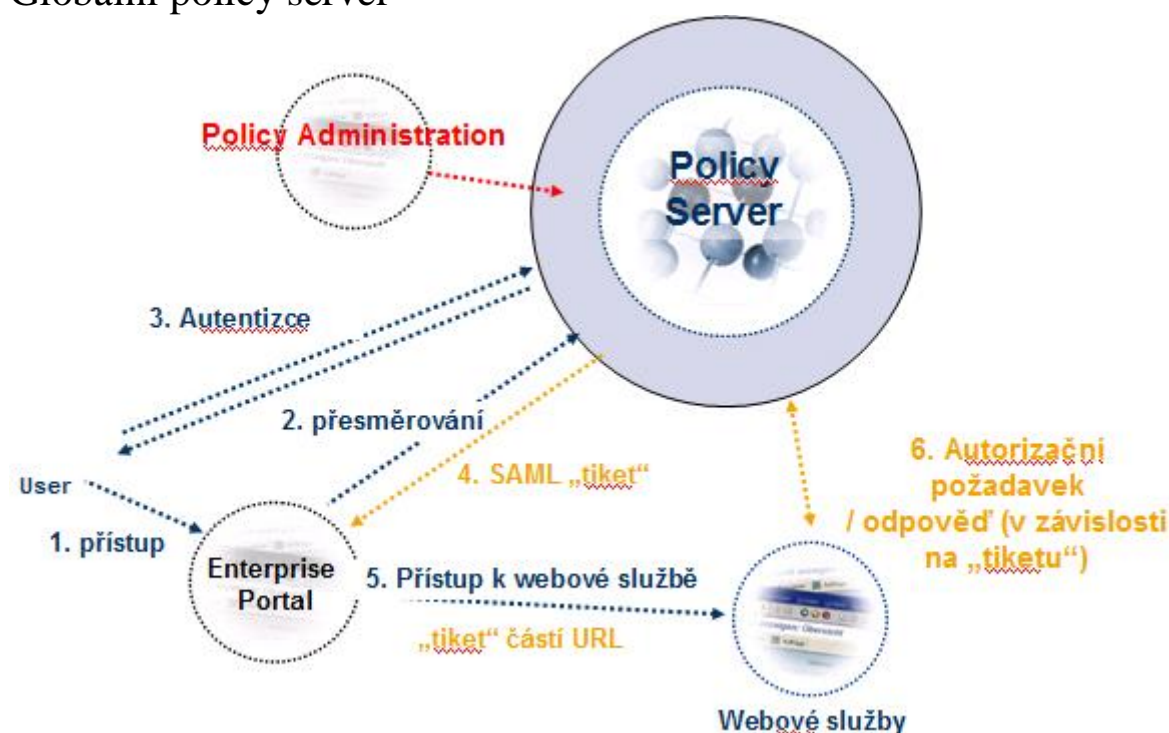 Globální policy server
Policy Administration
Policy
Server
3. Autentizce
2. přesměrování
4. SAML „tiket“
User
1. přístup
Enterprise
Portal
5. Přístup k webové službě
„tiket“ částí URL
6. Autorizační
požadavek
/ odpověď (v závislosti
na „tiketu“)
Webové služby